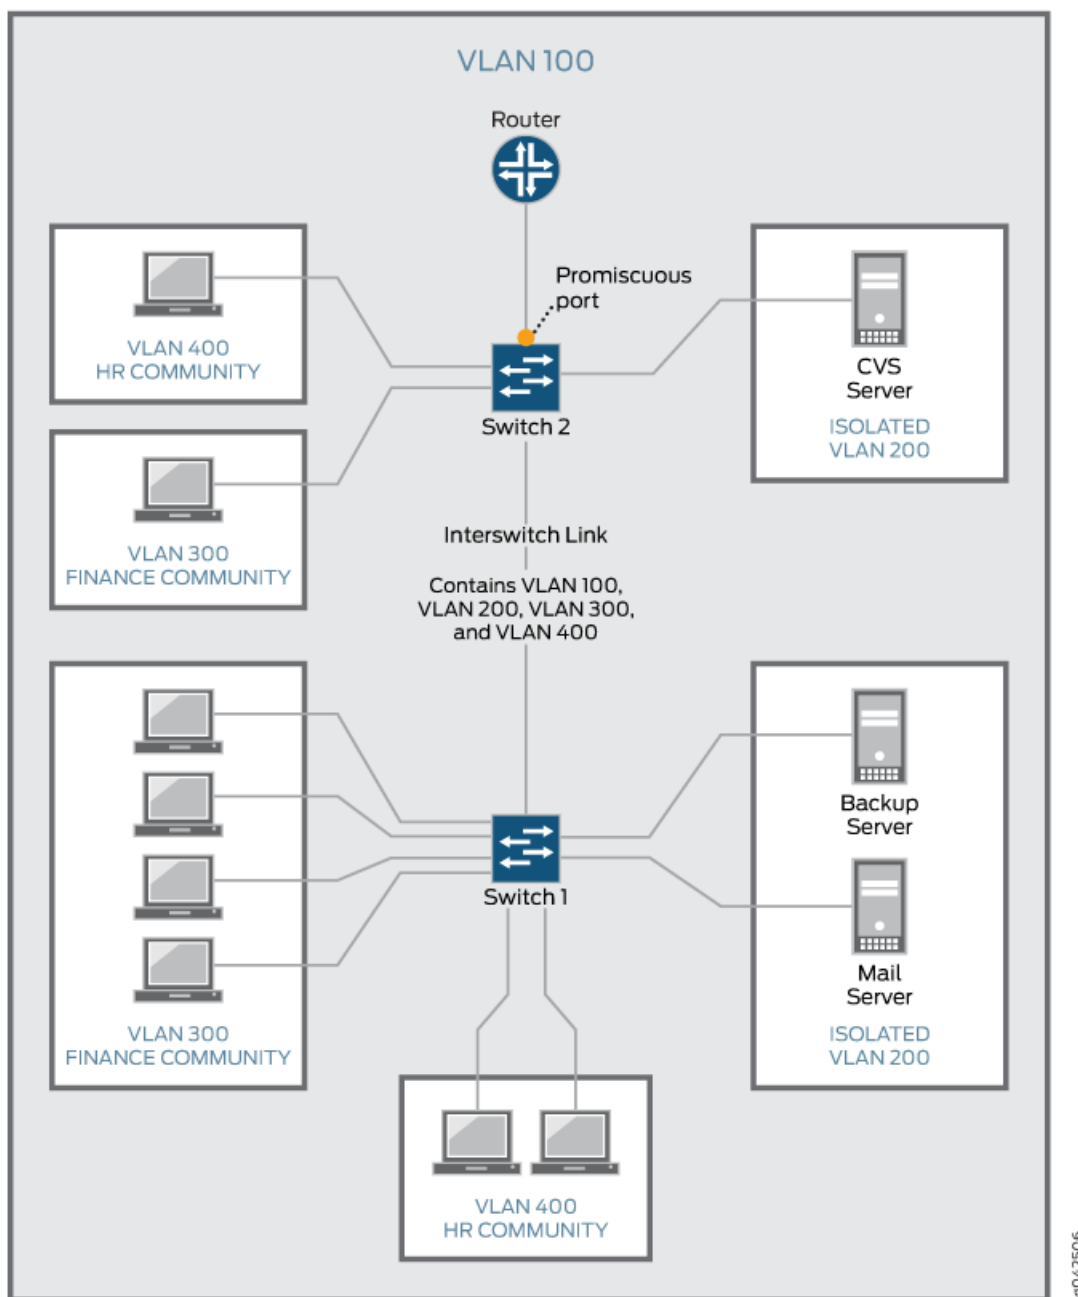 VLAN 100
Router
Promiscuous
port
VLAN 400
HR COMMUNITY
Switch 2
CVS
Server
ISOLATED
VLAN 200
VLAN 300
FINANCE COMMUNITY
Interswitch Link
Contains VLAN 100,
VLAN 200, VLAN 300,
and VLAN 400
Switch 1
Backup
Server
Mail
Server
ISOLATED
VLAN 200
VLAN 300
FINANCE COMMUNITY
VLAN 400
HR COMMUNITY